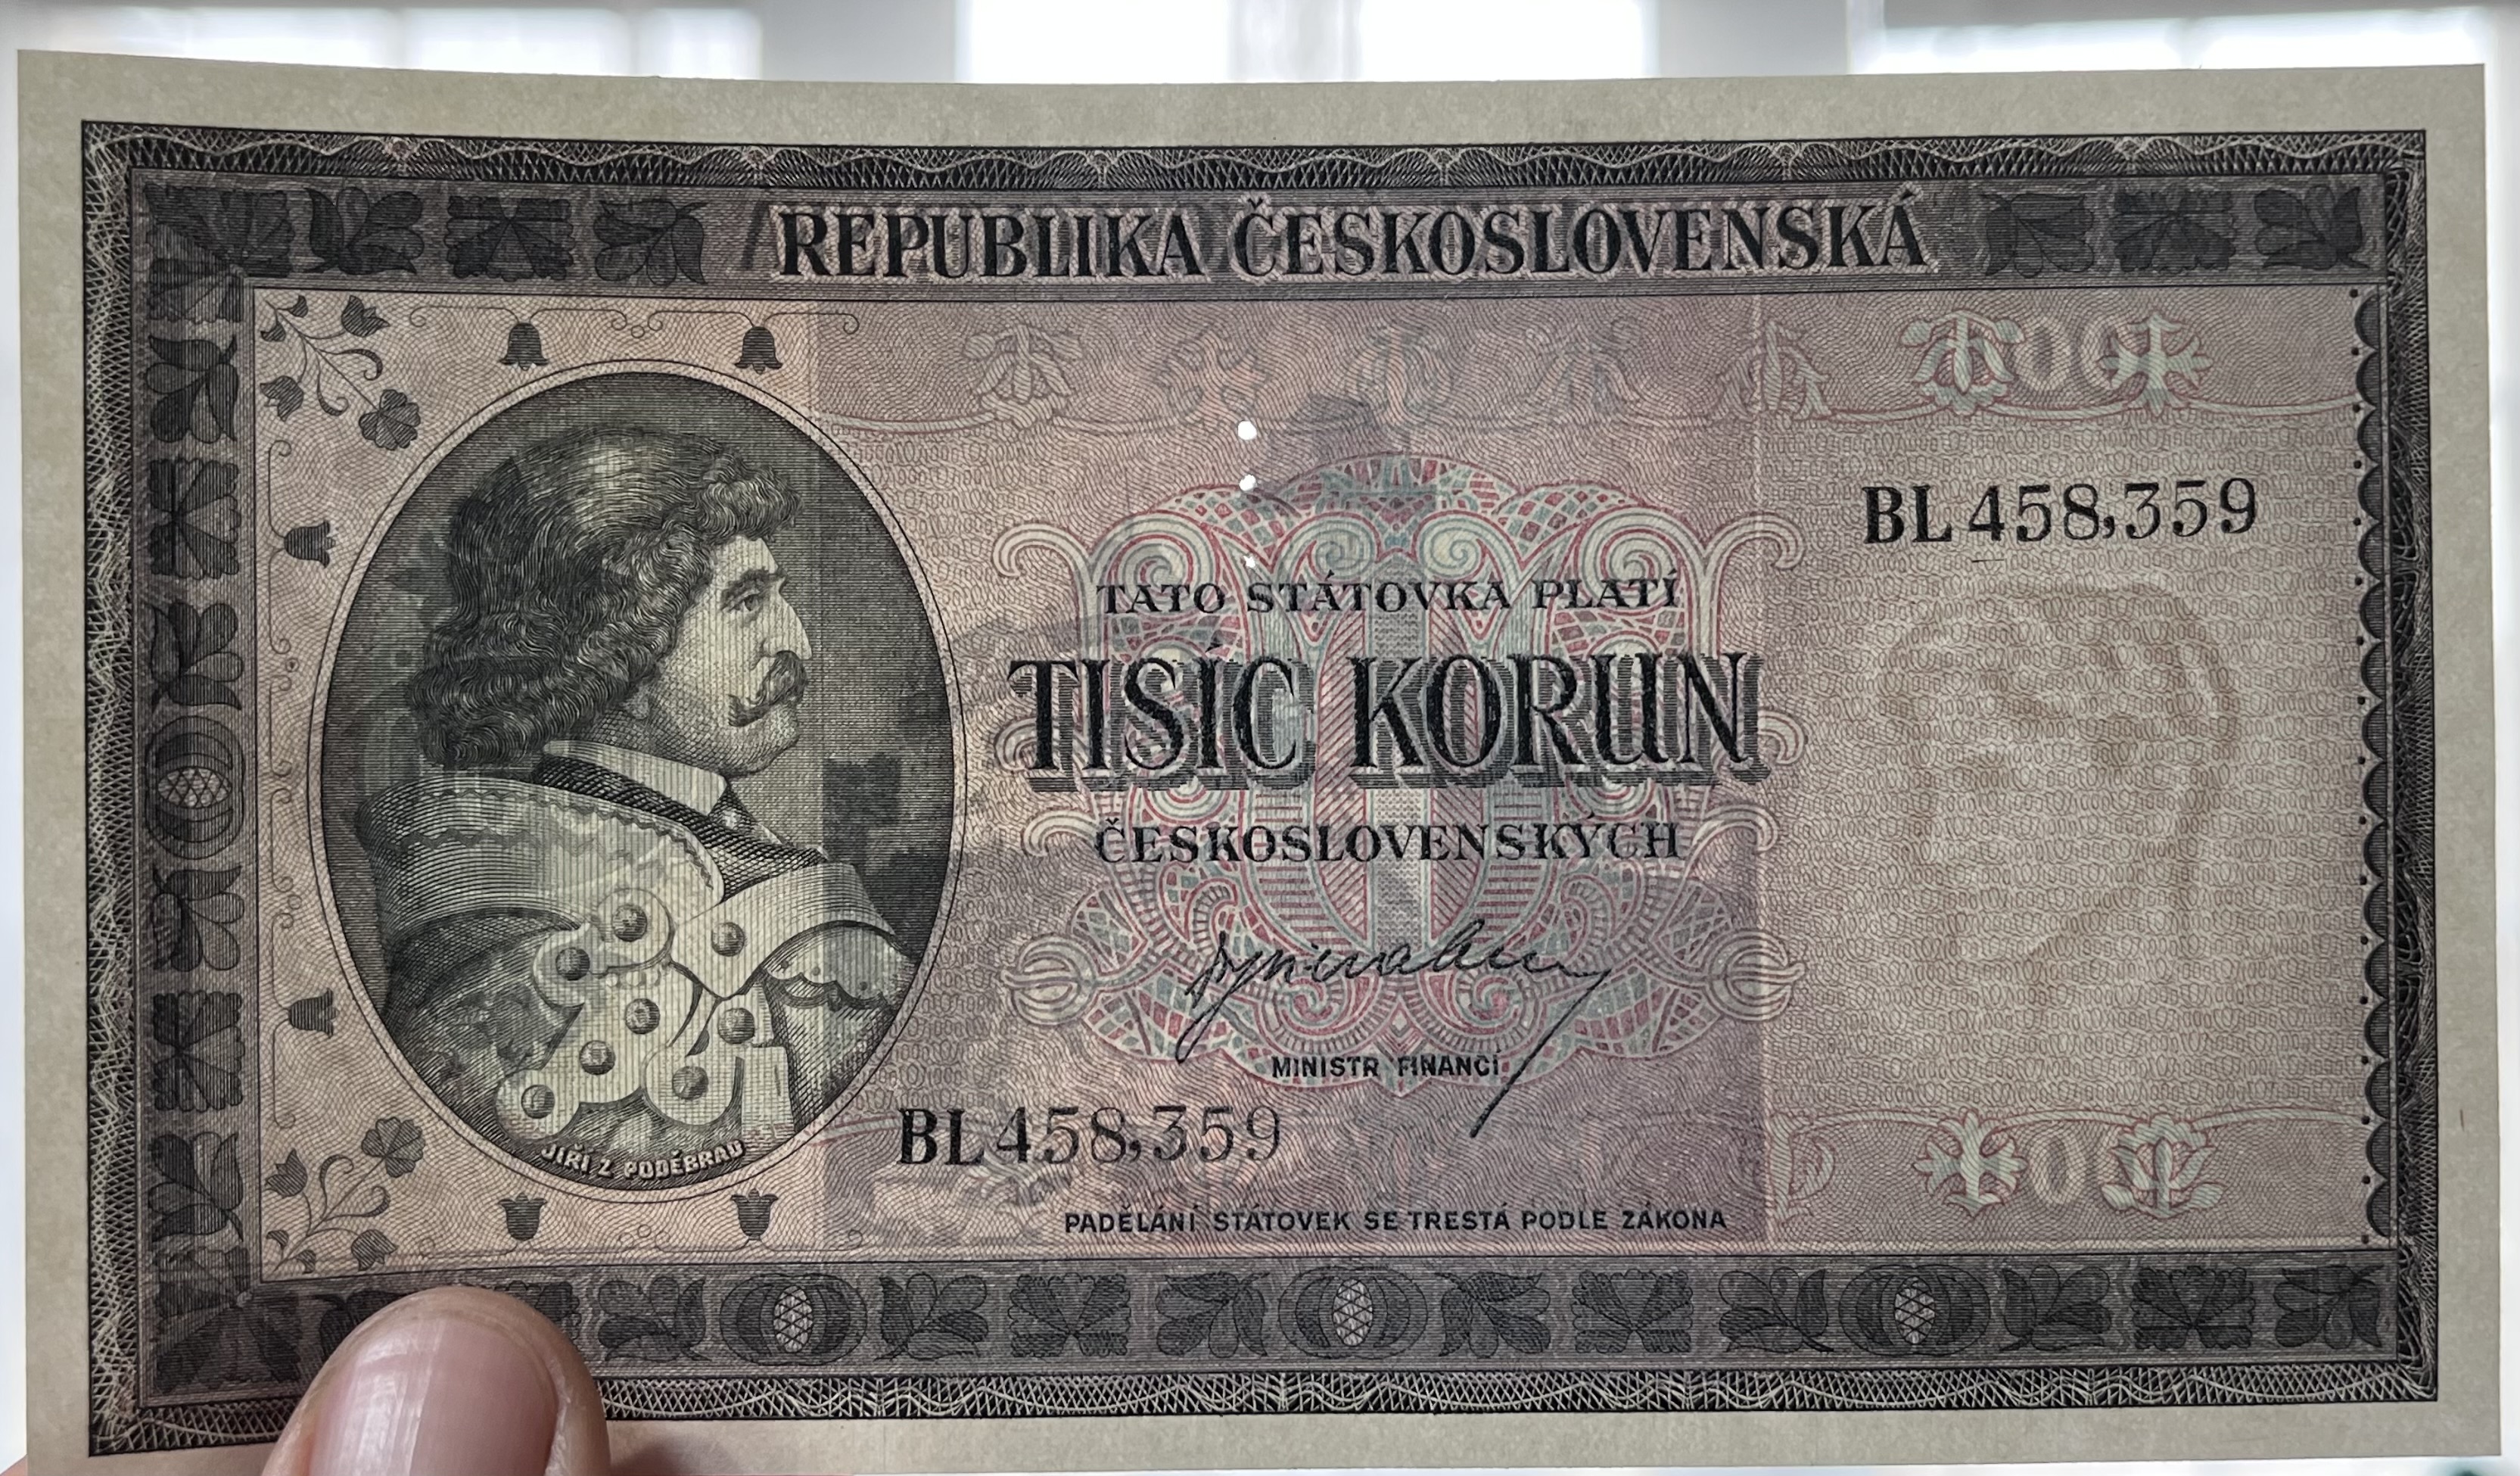 REPUBLIKA ČESKOSLOVENSKÁ
BL 458,359
TATO STÁTOVKA PLATÍ
TISÍC KORUN
ČESKOSLOVENSKÝCH
MINISTR FINANCÍ
BL 458,359
JIŘÍ Z PODĚBRAD
PADĚLÁNÍ STÁTOVEK SE TRESTÁ PODLE ZÁKONA